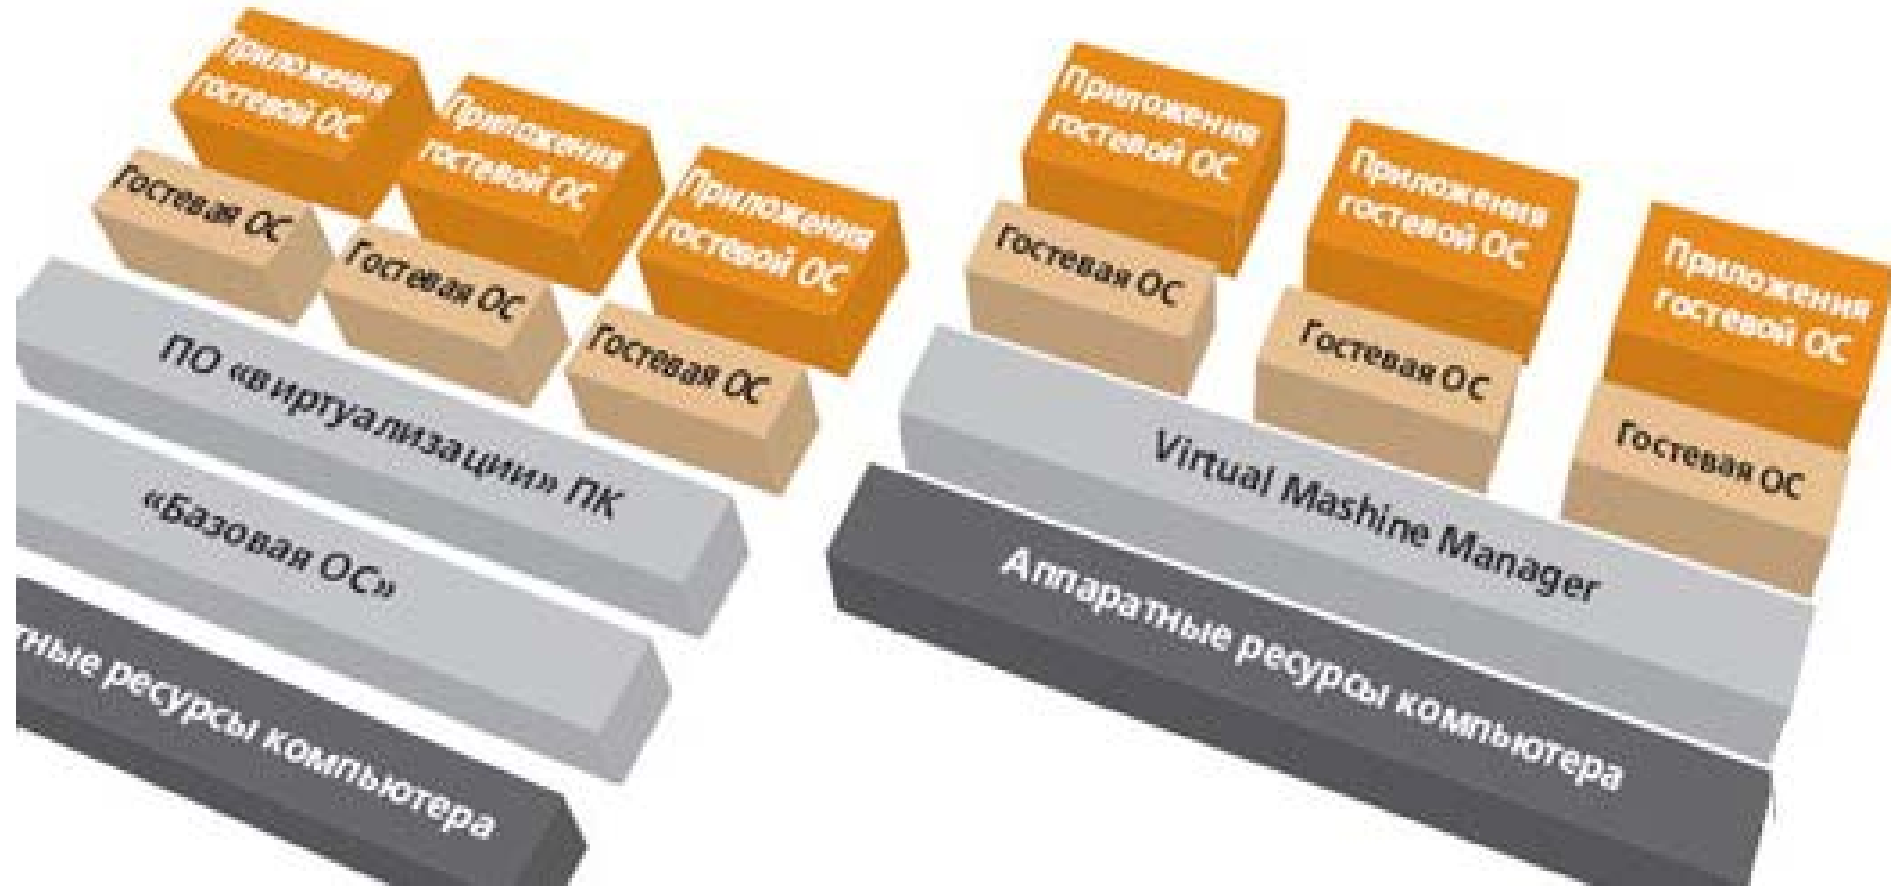 Приложения
гостевой ОС
Приложения
гостевой ОС
Приложения
гостевой ОС
Гостевая ОС
Гостевая ОС
Гостевая ОС
ПО «виртуализации» ПК
«Базовая ОС»
тные ресурсы компьютера
Приложения
гостевой ОС
Приложения
гостевой ОС
Приложения
гостевой ОС
Гостевая ОС
Гостевая ОС
Гостевая ОС
Virtual Mashine Manager
Аппаратные ресурсы компьютера